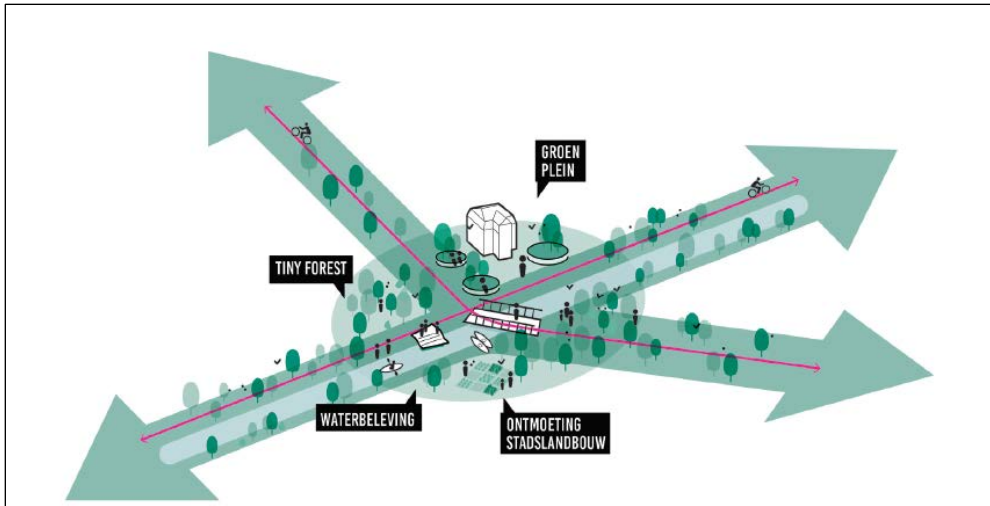 GROEN
PLEIN
TINY FOREST
WATERBELEVING
ONTMOETING
STADSLANDBOUW